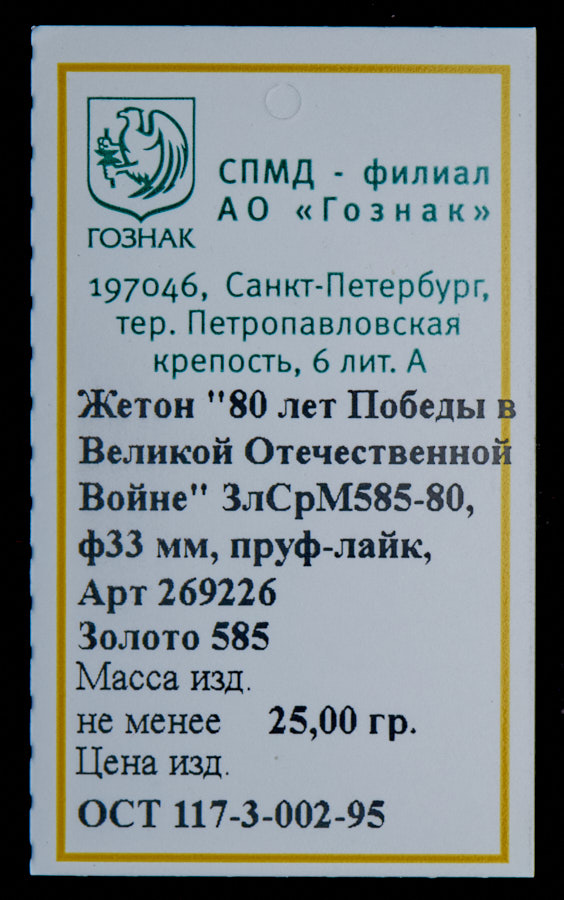 ГОЗНАК
СПМД - филиал
АО «Гознак»
197046, Санкт-Петербург,
тер. Петропавловская
крепость, 6 лит. А
Жетон "80 лет Победы в
Великой Отечественной
Войне" ЗлСрМ585-80,
ф33 мм, пруф-лайк,
Арт 269226
Золото 585
Масса изд.
не менее 25,00 гр.
Цена изд.
ОСТ 117-3-002-95